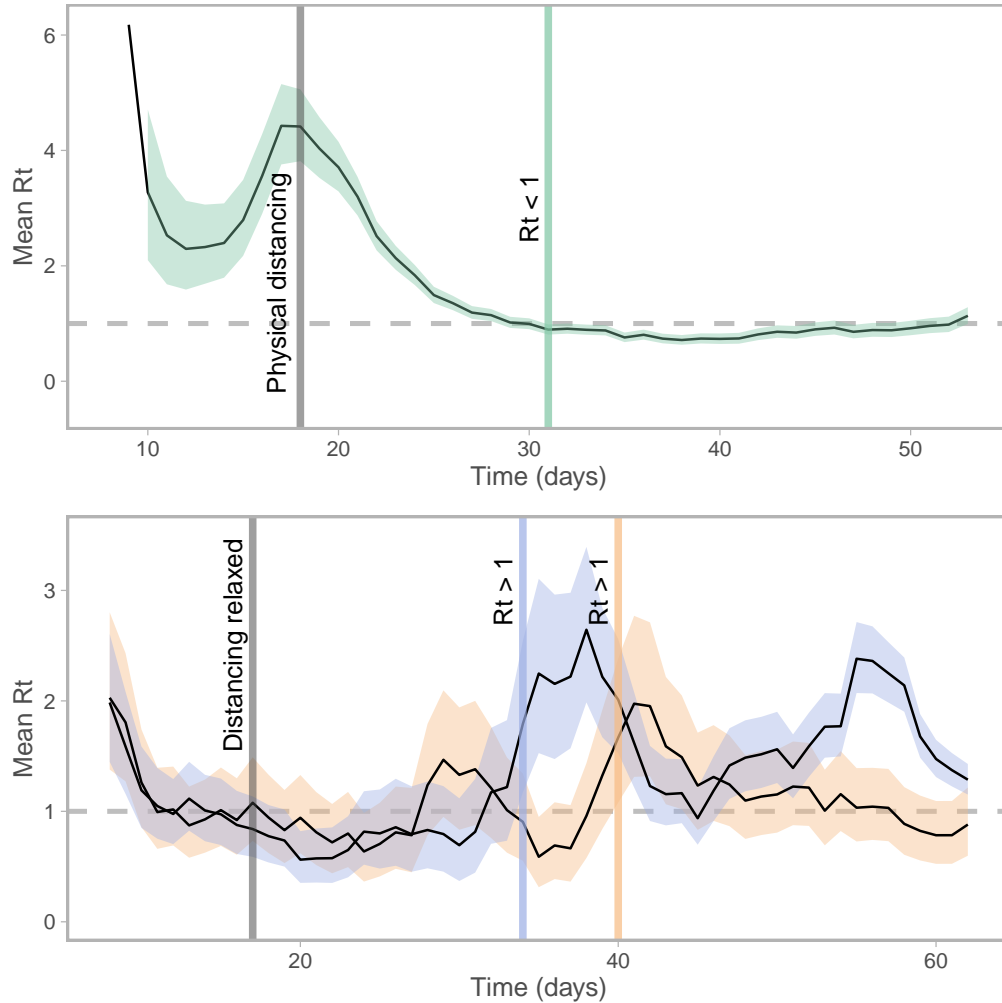 6
4
2
0
Mean Rt
Physical distancing
Rt < 1
10
20
30
40
50
Time (days)
3
2
1
0
Mean Rt
Distancing relaxed
Rt > 1
Rt > 1
20
40
60
Time (days)